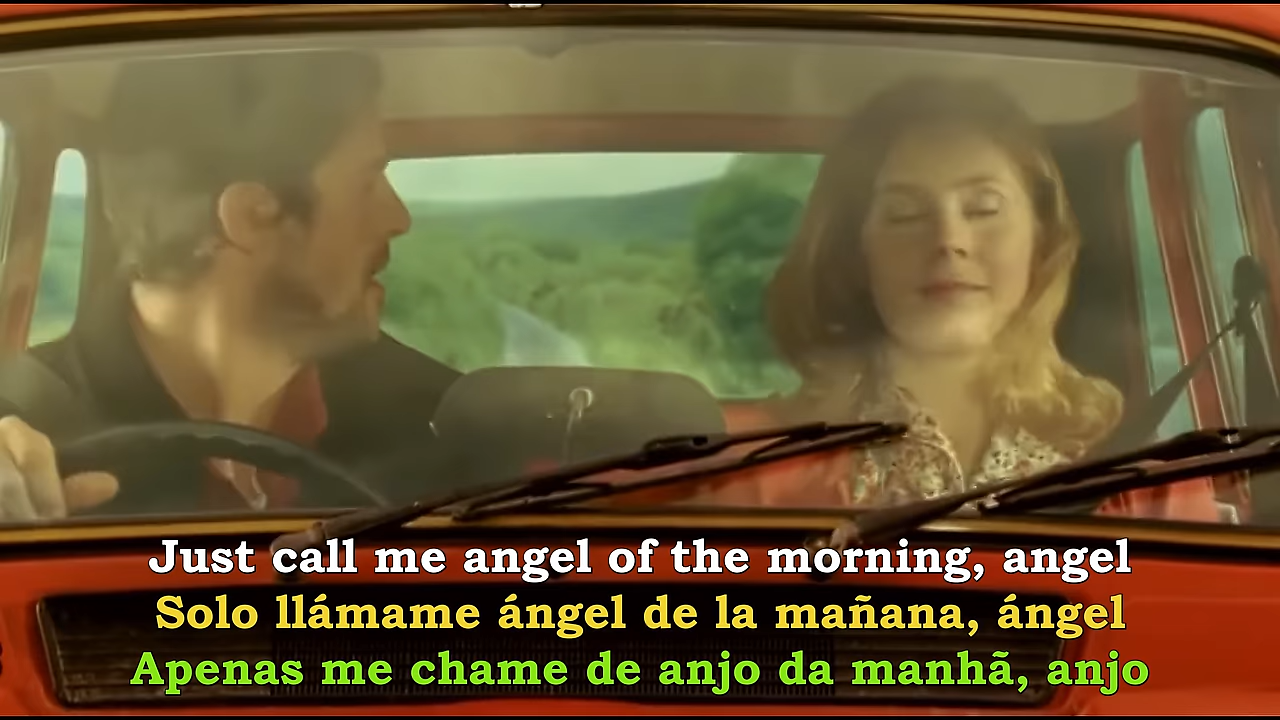 Just call me angel of the morning, angel
Solo llámame ángel de la mañana, ángel
Apenas me chame de anjo da manhã, anjo